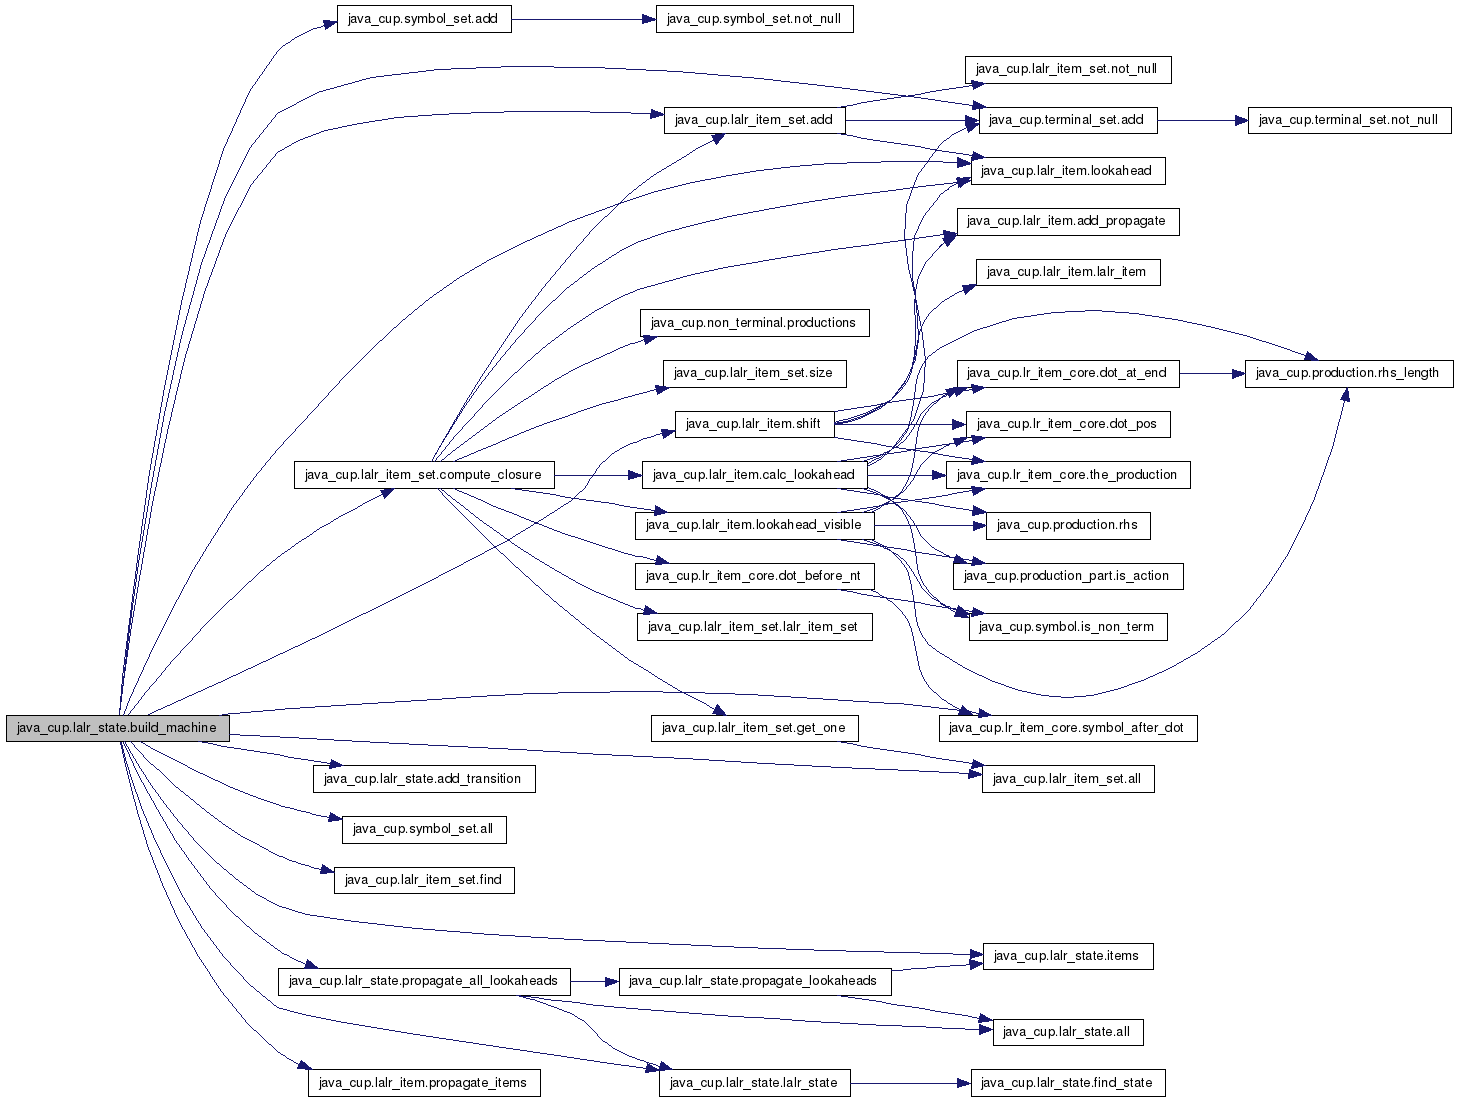 java_cup.symbol_set.add
java_cup.symbol_set.not_null
java_cup.lalr_item_set.not_null
java_cup.lalr_item_set.add
java_cup.terminal_set.add
java_cup.terminal_set.not_null
java_cup.lalr_item.lookahead
java_cup.lalr_item.add_propagate
java_cup.lalr_item.lalr_item
java_cup.non_terminal.productions
java_cup.lalr_item_set.size
java_cup.lr_item_core.dot_at_end
java_cup.production.rhs_length
java_cup.lalr_item.shift
java_cup.lr_item_core.dot_pos
java_cup.lalr_item_set.compute_closure
java_cup.lalr_item.calc_lookahead
java_cup.lr_item_core.the_production
java_cup.lalr_item.lookahead_visible
java_cup.production.rhs
java_cup.lr_item_core.dot_before_nt
java_cup.production_part.is_action
java_cup.lalr_item_set.lalr_item_set
java_cup.symbol.is_non_term
java_cup.lalr_state.build_machine
java_cup.lalr_item_set.get_one
java_cup.lr_item_core.symbol_after_dot
java_cup.lalr_state.add_transition
java_cup.lalr_item_set.all
java_cup.symbol_set.all
java_cup.lalr_item_set.find
java_cup.lalr_state.items
java_cup.lalr_state.propagate_all_lookaheads
java_cup.lalr_state.propagate_lookaheads
java_cup.lalr_state.all
java_cup.lalr_item.propagate_items
java_cup.lalr_state.lalr_state
java_cup.lalr_state.find_state